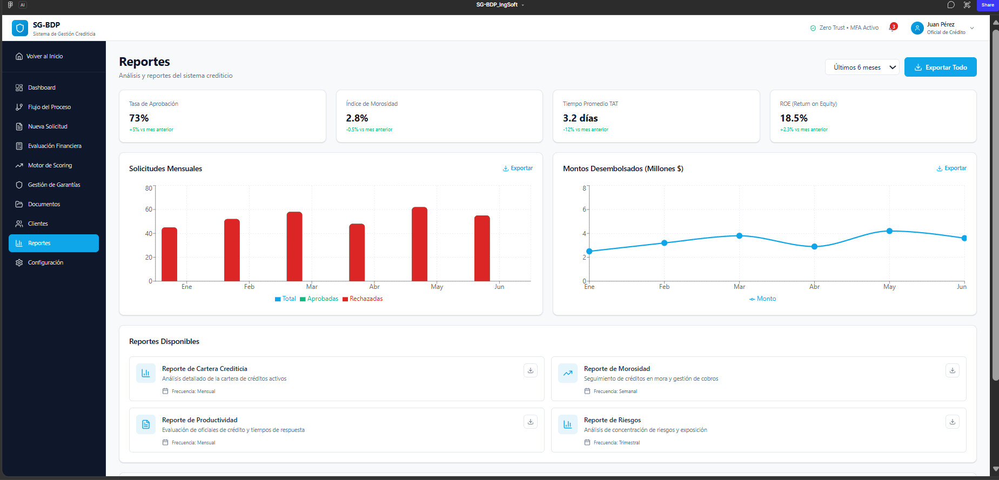 AI
SG-BDP_IngSoft
Share
SG-BDP
Sistema de Gestión Crediticia
Zero Trust • MFA Activo
3
Juan Pérez
Oficial de Crédito
Volver al Inicio
Dashboard
Flujo del Proceso
Nueva Solicitud
Evaluación Financiera
Motor de Scoring
Gestión de Garantías
Documentos
Clientes
Reportes
Configuración
Reportes
Análisis y reportes del sistema crediticio
Últimos 6 meses
Exportar Todo
Tasa de Aprobación
73%
+5% vs mes anterior
Índice de Morosidad
2.8%
-0.5% vs mes anterior
Tiempo Promedio TAT
3.2 días
-12% vs mes anterior
ROE (Return on Equity)
18.5%
+2.3% vs mes anterior
Solicitudes Mensuales
Exportar
80
60
40
20
0
Ene Feb Mar Abr May Jun
Total Aprobadas Rechazadas
Montos Desembolsados (Millones $)
Exportar
8
6
4
2
0
Ene Feb Mar Abr May Jun
Monto
Reportes Disponibles
Reporte de Cartera Crediticia
Análisis detallado de la cartera de créditos activos
Frecuencia: Mensual
Reporte de Morosidad
Seguimiento de créditos en mora y gestión de cobros
Frecuencia: Semanal
Reporte de Productividad
Evaluación de oficiales de crédito y tiempos de respuesta
Frecuencia: Mensual
Reporte de Riesgos
Análisis de concentración de riesgos y exposición
Frecuencia: Trimestral